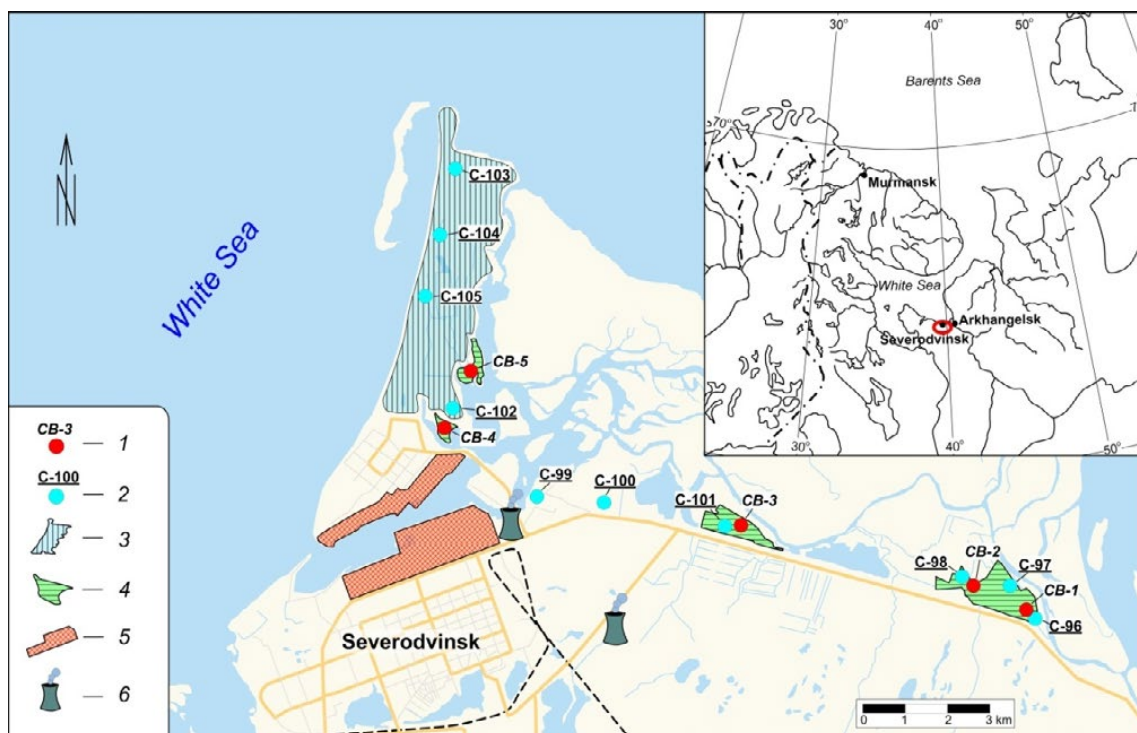 N
White Sea
C-103
C-104
C-105
CB-5
C-102
CB-4
C-99
C-100
C-101
CB-3
C-98
CB-2
C-97
CB-1
C-96
Severodvinsk
0 1 2 3 km
CB-3
1
C-100
2
3
4
5
6
30°
40°
50°
Barents Sea
70°
Murmansk
White Sea
Arkhangelsk
Severodvinsk
30°
40°
50°